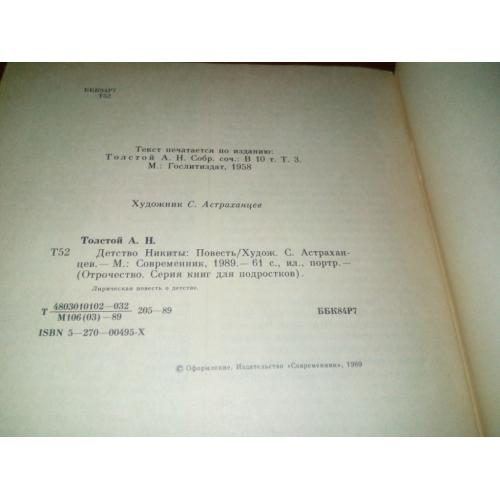 ББК84Р7
Т52
Текст печатается по изданию:
Толстой А. Н. Собр. соч.: В 10 т. Т. 3.
М.: Гослитиздат, 1958
Художник С. Астраханцев
Толстой А. Н.
Т52 Детство Никиты: Повесть/Худож. С. Астрахан-
цев.— М.: Современник, 1989.— 61 с., ил., портр.—
(Отрочество. Серия книг для подростков).
Лирическая повесть о детстве.
4803010102—032
Т 205—89 ББК84Р7
М106(03)—89
ISBN 5—270—00495-X
© Оформление. Издательство «Современник», 1989